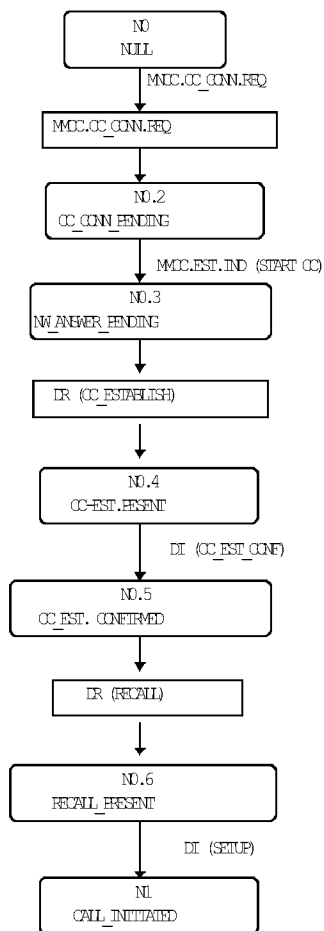 N0
NULL
MNCC.CC_CONN.REQ
MMCC.CC_CONN.REQ
N0.2
CC_CONN_PENDING
MMCC.EST.IND (START CC)
N0.3
NW_ANSWER_PENDING
DR (CC_ESTABLISH)
N0.4
CC-EST.PRESENT
DI (CC_EST_CONF)
N0.5
CC_EST. CONFIRMED
DR (RECALL)
N0.6
RECALL_PRESENT
DI (SETUP)
N1
CALL_INITIATED